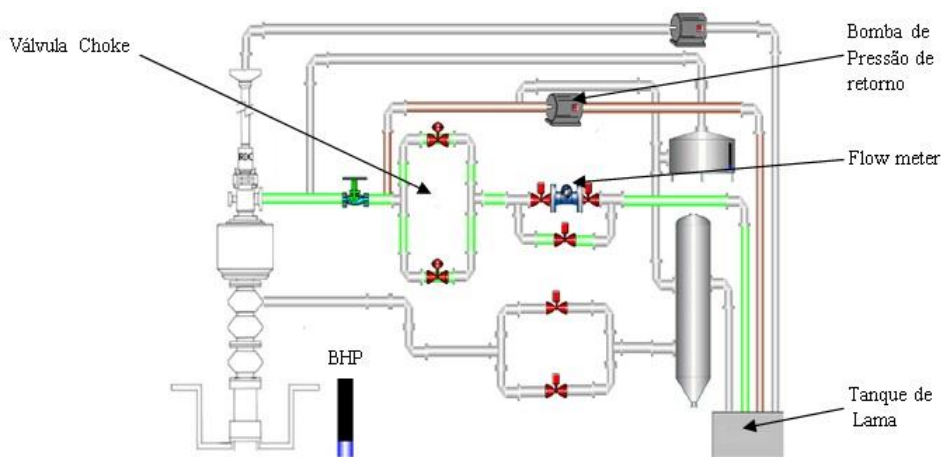 Válvula Choke
Bomba de
Pressão de
retorno
Flow meter
BHP
Tanque de
Lama